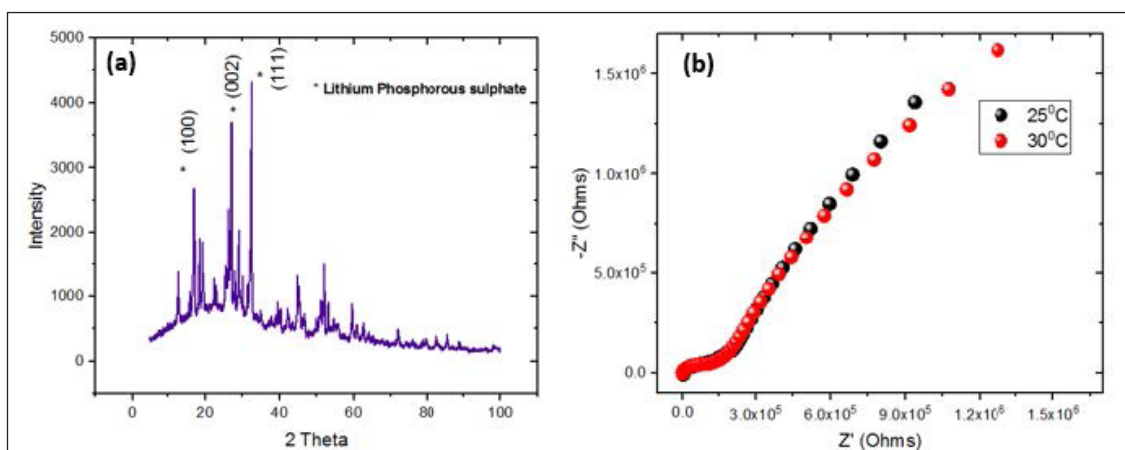 (a)
5000
4000
3000
2000
1000
0
Intensity
* (100)
* (002)
* (111)
* Lithium Phosphorous sulphate
0 20 40 60 80 100
2 Theta
(b)
1.5x10⁶
1.0x10⁶
5.0x10⁵
0.0
-Z" (Ohms)
25⁰C
30⁰C
0.0 3.0x10⁵ 6.0x10⁵ 9.0x10⁵ 1.2x10⁶ 1.5x10⁶
Z' (Ohms)